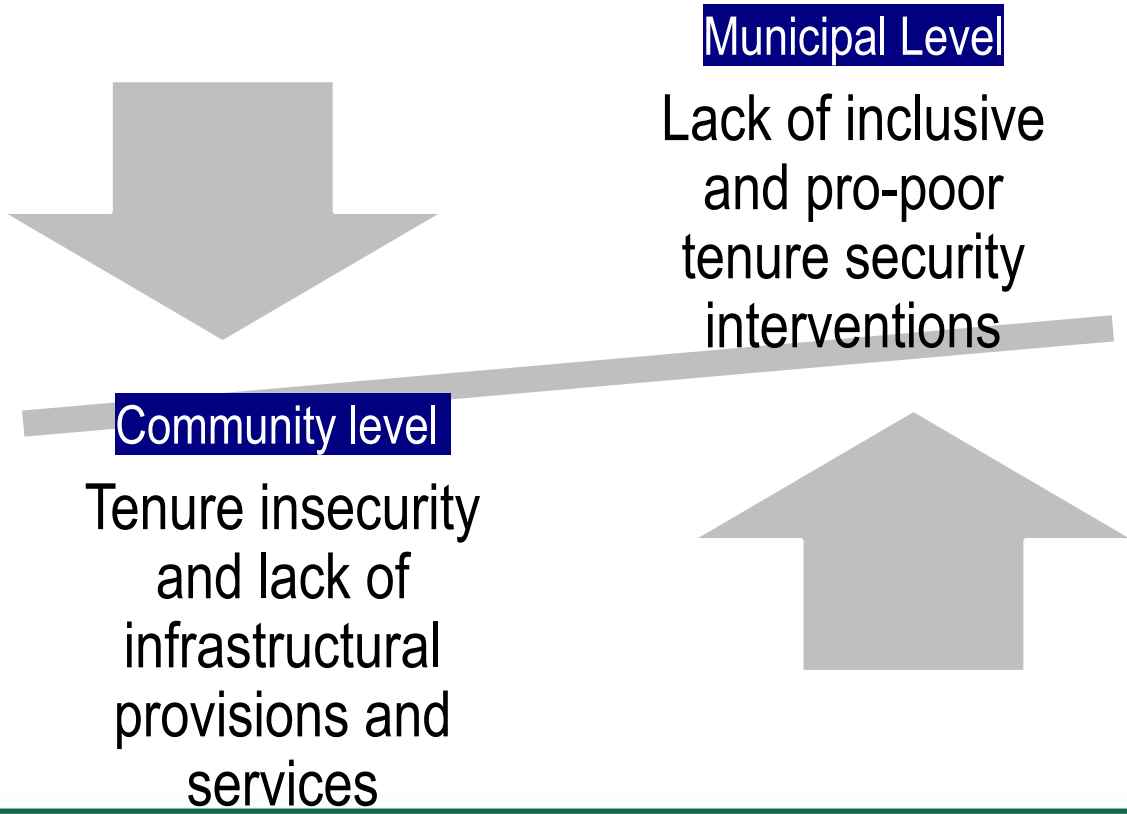 Municipal Level
Lack of inclusive
and pro-poor
tenure security
interventions
Community level
Tenure insecurity
and lack of
infrastructural
provisions and
services